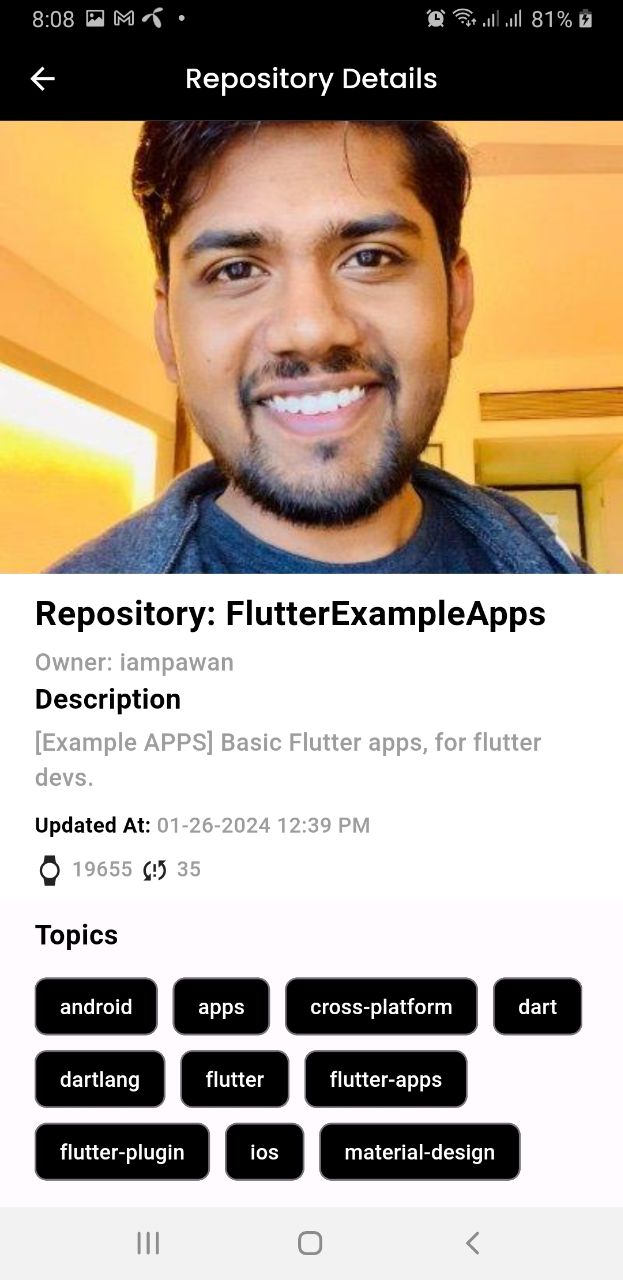 8:08 81%
Repository Details
Repository: FlutterExampleApps
Owner: iampawan
Description
[Example APPS] Basic Flutter apps, for flutter
devs.
Updated At: 01-26-2024 12:39 PM
19655 35
Topics
android apps cross-platform dart
dartlang flutter flutter-apps
flutter-plugin ios material-design